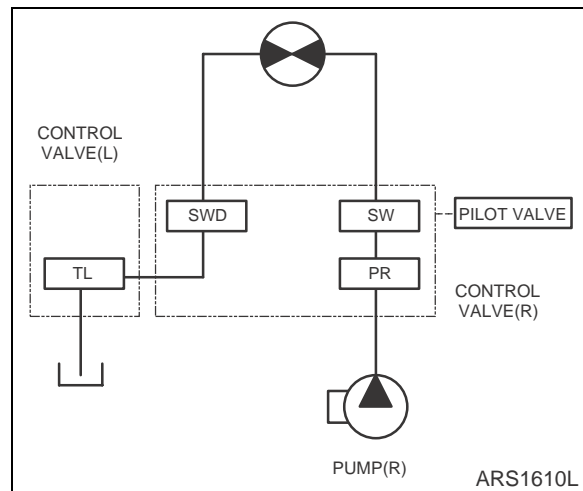 CONTROL
VALVE(L)
SWD
SW
PILOT VALVE
TL
PR
CONTROL
VALVE(R)
PUMP(R)
ARS1610L